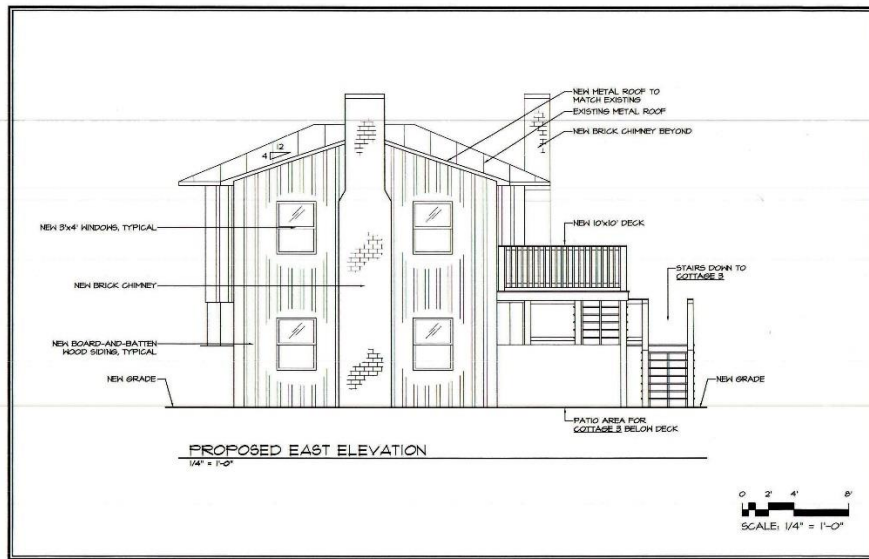 NEW METAL ROOF TO
MATCH EXISTING
EXISTING METAL ROOF
NEW BRICK CHIMNEY BEYOND
12
4
NEW 3'x4' WINDOWS, TYPICAL
NEW 10'x10' DECK
STAIRS DOWN TO
COTTAGE 3
NEW BRICK CHIMNEY
NEW BOARD-AND-BATTEN
WOOD SIDING, TYPICAL
NEW GRADE
NEW GRADE
PATIO AREA FOR
COTTAGE 3 BELOW DECK
PROPOSED EAST ELEVATION
1/4" = 1'-0"
0 2' 4' 8'
SCALE: 1/4" = 1'-0"